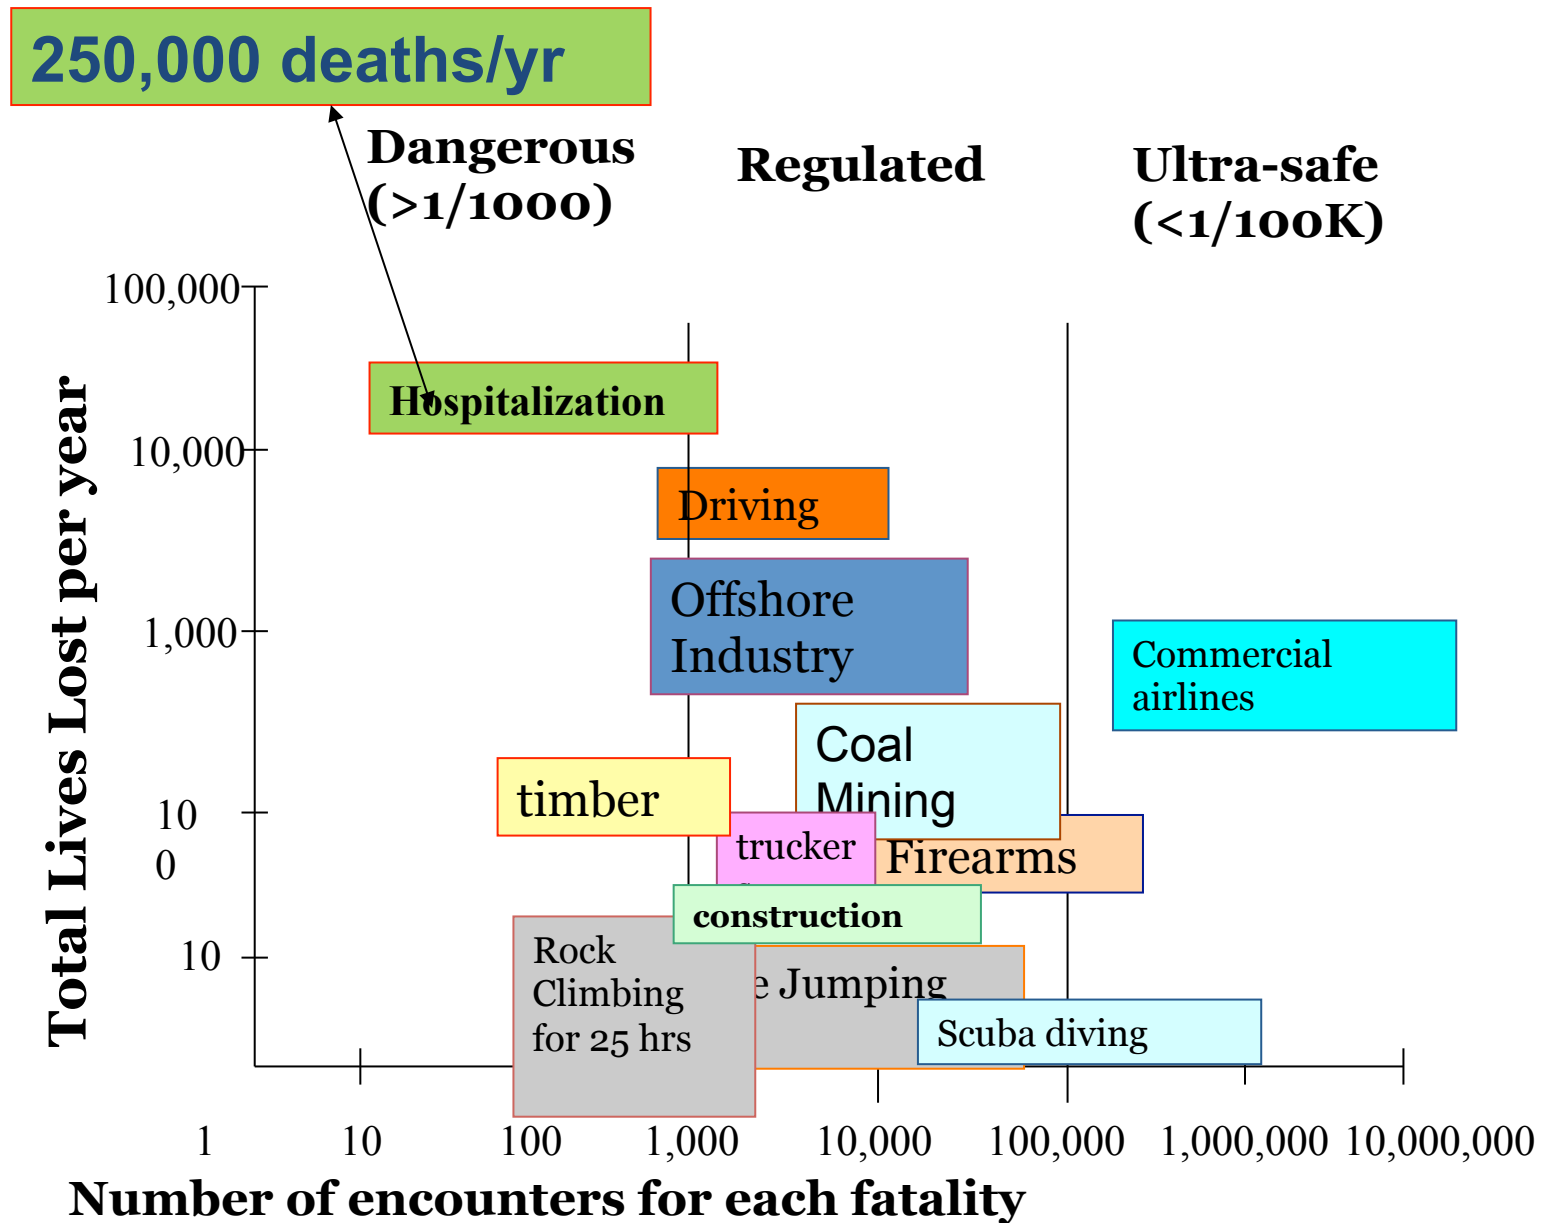 250,000 deaths/yr
Dangerous
(>1/1000)
Regulated
Ultra-safe
(<1/100K)
Total Lives Lost per year
100,000
10,000
1,000
10
0
10
Hospitalization
Driving
Offshore
Industry
Commercial
airlines
Coal
Mining
timber
trucker
Firearms
construction
Rock
Climbing
for 25 hrs
e Jumping
Scuba diving
1 10 100 1,000 10,000 100,000 1,000,000 10,000,000
Number of encounters for each fatality